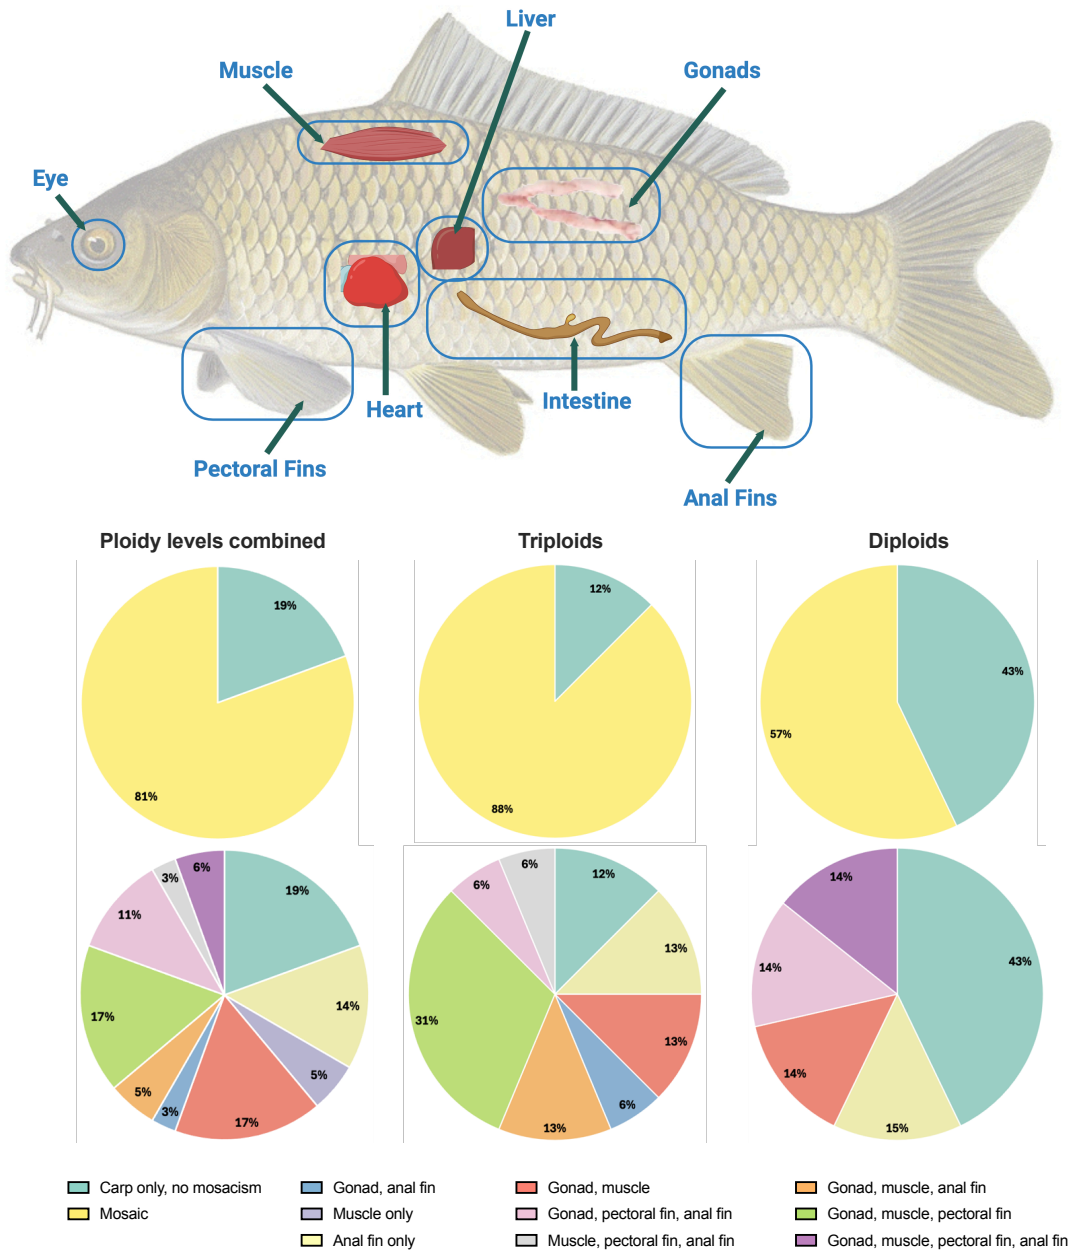 Liver
Muscle
Gonads
Eye
Heart
Intestine
Pectoral Fins
Anal Fins
Ploidy levels combined
Triploids
Diploids
19%
81%
12%
88%
43%
57%
19%
14%
5%
17%
3%
5%
17%
11%
3%
6%
12%
13%
13%
6%
13%
31%
6%
6%
43%
15%
14%
14%
14%
Carp only, no mosacism
Mosaic
Gonad, anal fin
Muscle only
Anal fin only
Gonad, muscle
Gonad, pectoral fin, anal fin
Muscle, pectoral fin, anal fin
Gonad, muscle, anal fin
Gonad, muscle, pectoral fin
Gonad, muscle, pectoral fin, anal fin